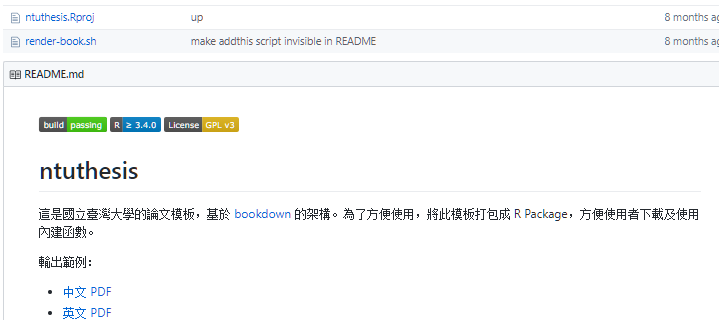 ntuthesis.Rproj up 8 months
render-book.sh make addthis script invisible in README 8 months
README.md
build passing R ≥ 3.4.0 License GPL v3
ntuthesis
這是國立臺灣大學的論文模板，基於 bookdown 的架構。為了方便使用，將此模板打包成 R Package，方便使用者下載及使用
內建函數。
輸出範例：
中文 PDF
英文 PDF